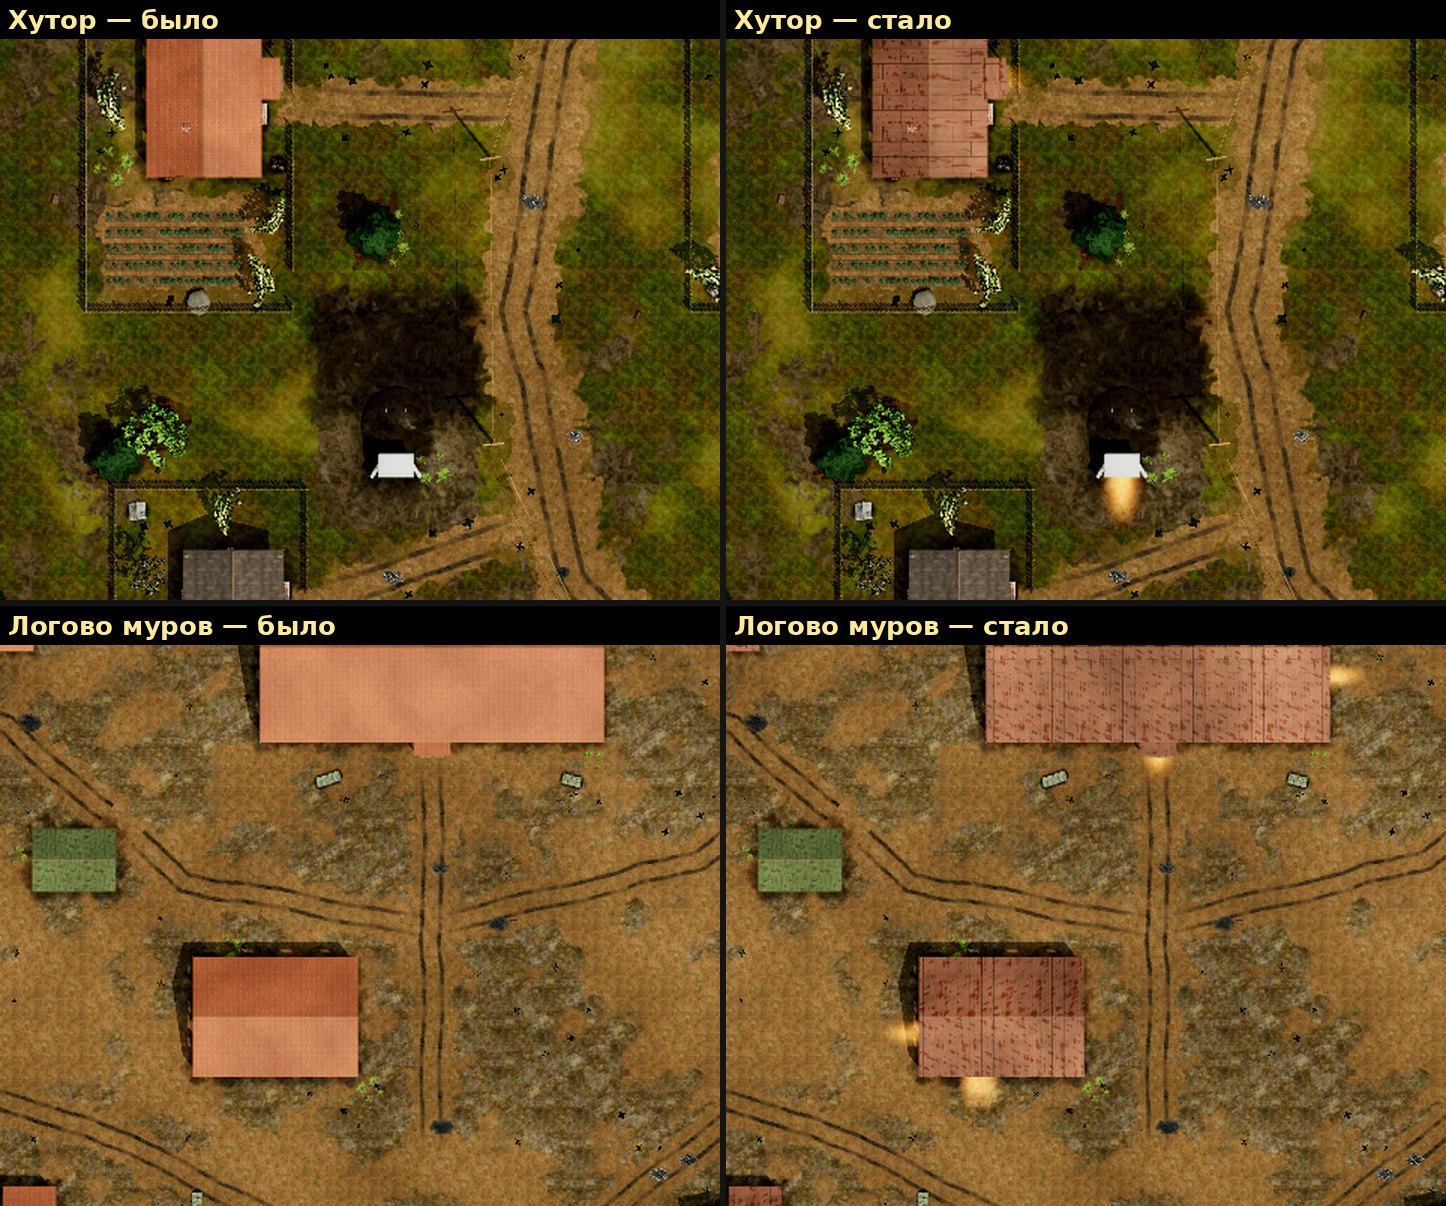 Хутор — было
Хутор — стало
Логово муров — было
Логово муров — стало